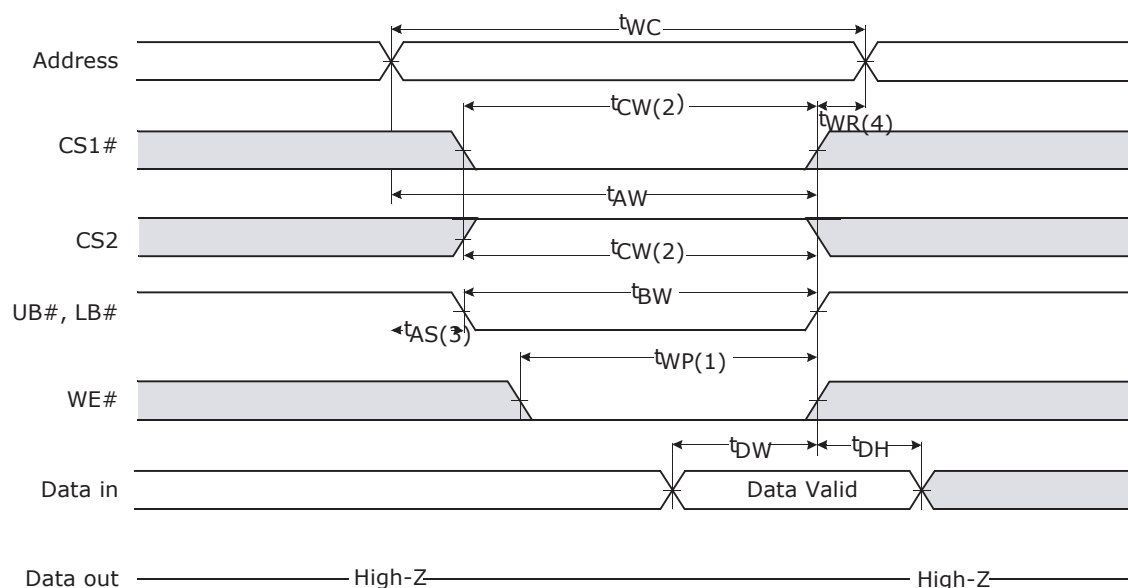 tWC
Address
tCW(2)
tWR(4)
CS1#
tAW
CS2
tCW(2)
tBW
UB#, LB#
tAS(3)
tWP(1)
WE#
tDW
tDH
Data in
Data Valid
Data out
High-Z
High-Z